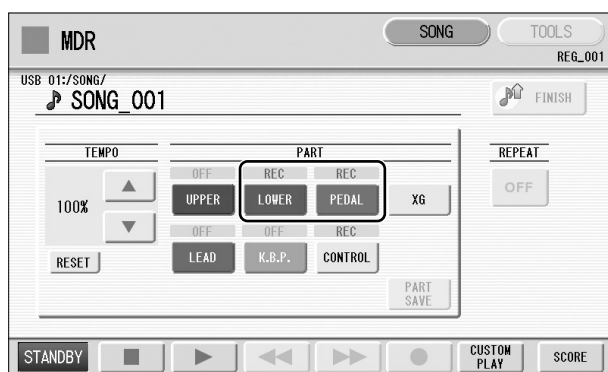 MDR
SONG
TOOLS
REG_001
USB 01:/SONG/
SONG_001
FINISH
TEMPO
PART
REPEAT
OFF REC REC
100%
UPPER LOWER PEDAL XG
OFF
OFF OFF REC
RESET
LEAD K.B.P. CONTROL
PART
SAVE
STANDBY
CUSTOM
PLAY
SCORE